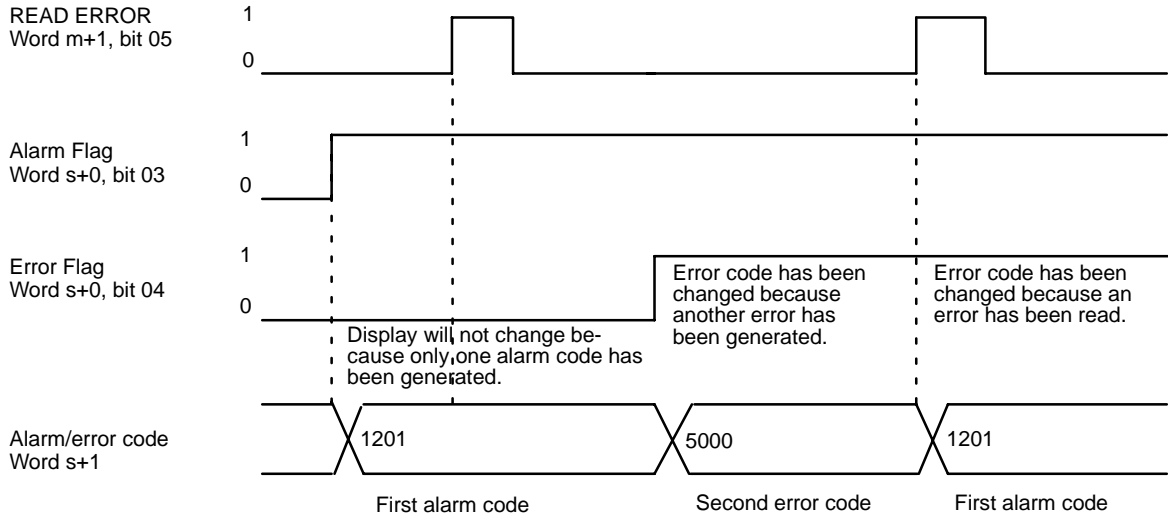 READ ERROR
Word m+1, bit 05
1
0
Alarm Flag
Word s+0, bit 03
1
0
Error Flag
Word s+0, bit 04
1
0
Display will not change be-
cause only one alarm code has
been generated.
Error code has been
changed because
another error has
been generated.
Error code has been
changed because an
error has been read.
Alarm/error code
Word s+1
1201
5000
1201
First alarm code
Second error code
First alarm code